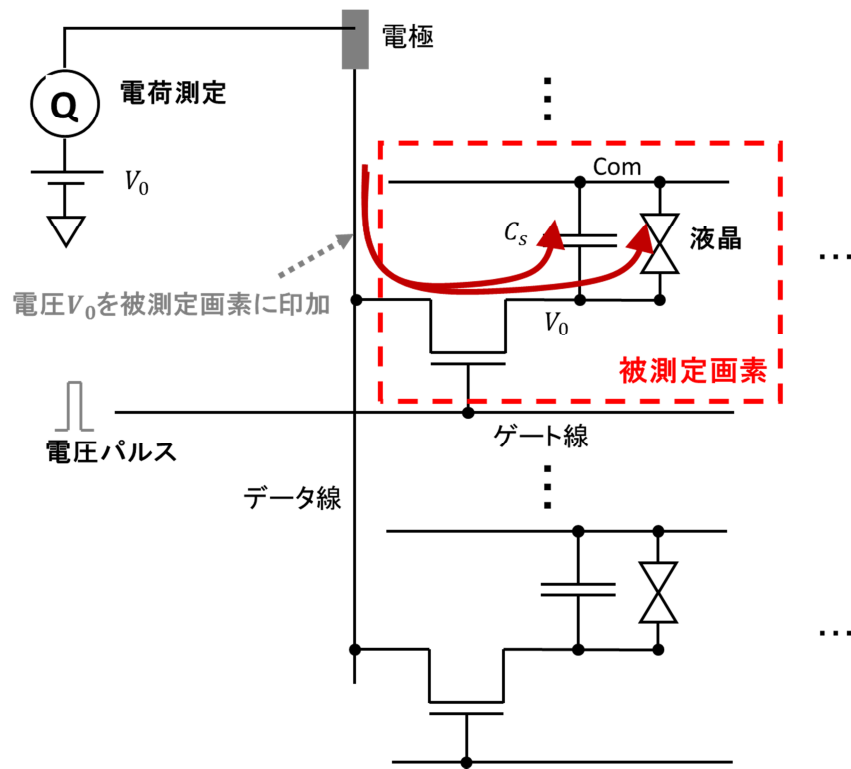 電極
Q
電荷測定
V₀
Com
Cₛ
液晶
...
電圧V₀を被測定画素に印加
V₀
被測定画素
ゲート線
電圧パルス
データ線
...